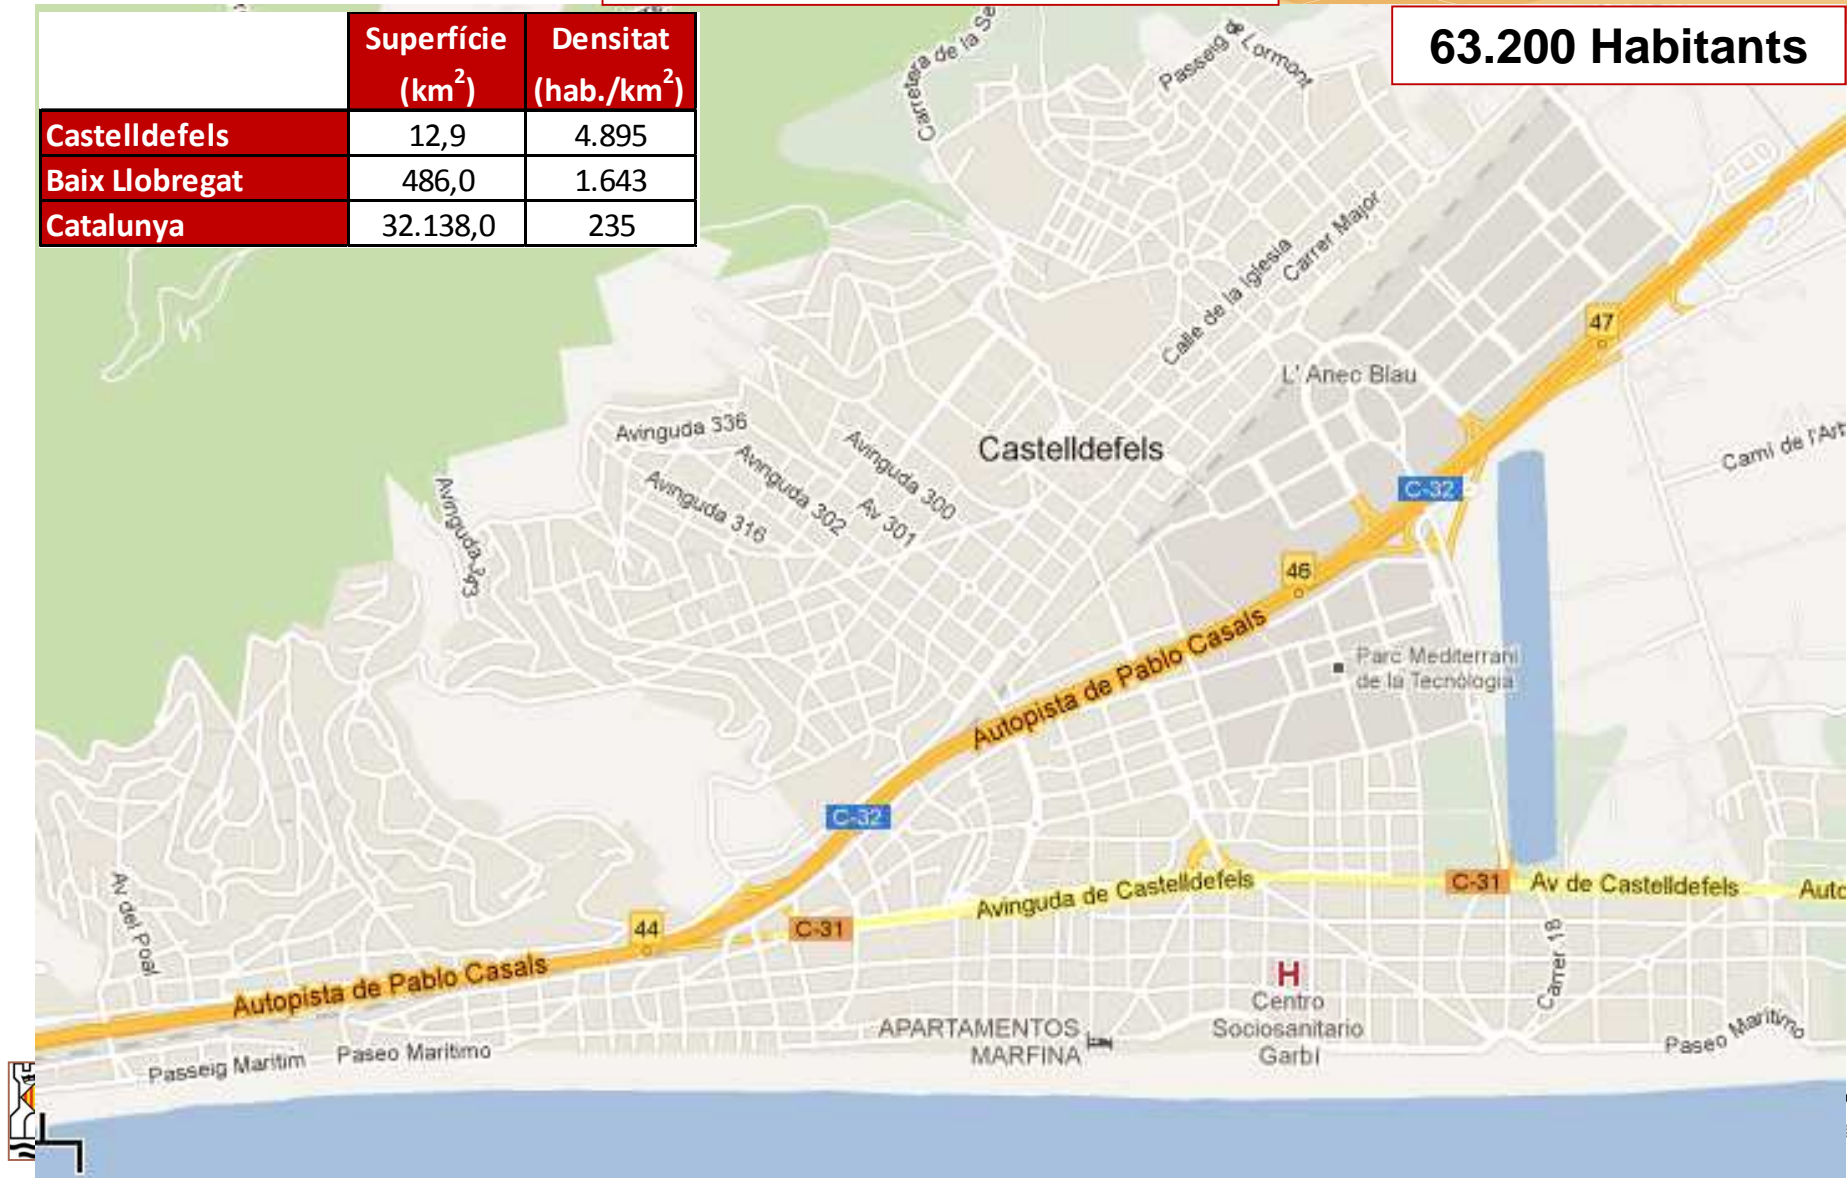 Superfície Densitat
(km²) (hab./km²)
Castelldefels 12,9 4.895
Baix Llobregat 486,0 1.643
Catalunya 32.138,0 235
63.200 Habitants
Carretera de la Se
Passeig de Lormont
Carrer Major
Calle de la Iglesia
47
L' Anec Blau
Avinguda 336
Avinguda 300
Castelldefels
Avinguda 302
Camí de l'Art
Avinguda 316
Av 301
Avinguda 343
C-32
46
Autopista de Pablo Casals
Parc Mediterrani
de la Tecnòlogia
C-32
Av del Poal
Avinguda de Castelldefels
C-31
Av de Castelldefels
Auto
44
C-31
Carrer 18
Autopista de Pablo Casals
H
Centro
Sociosanitario
Garbí
APARTAMENTOS
MARFINA
Passeig Marítim
Paseo Marítimo
Paseo Marítimo